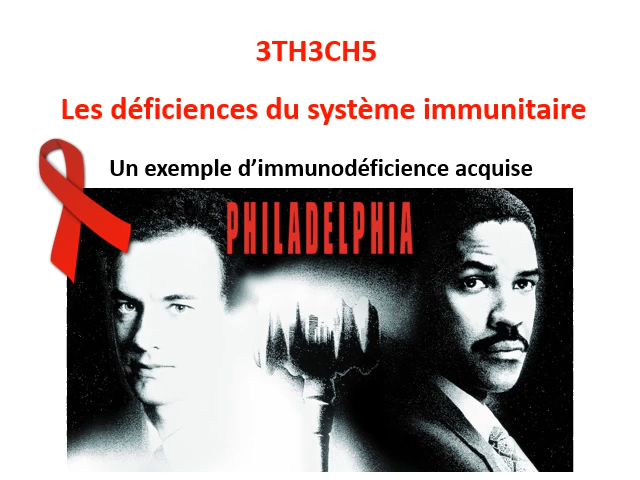 3TH3CH5
Les déficiences du système immunitaire
Un exemple d’immunodéficience acquise
PHILADELPHIA